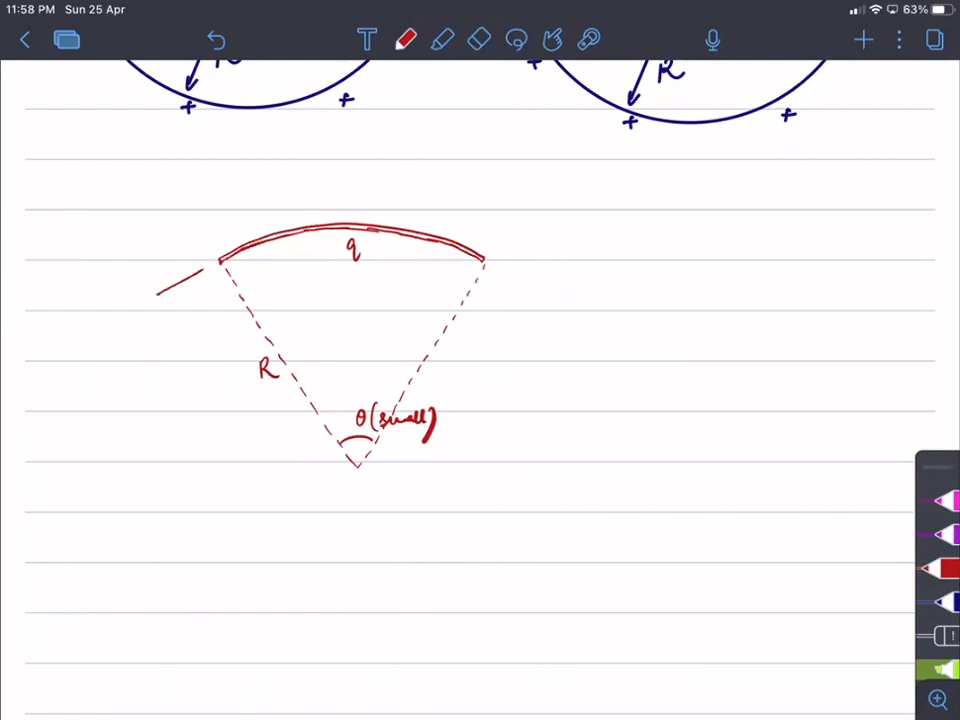 11:58 PM Sun 25 Apr 63%
T
R
+ +
+ R
+ +
q
R
θ(small)